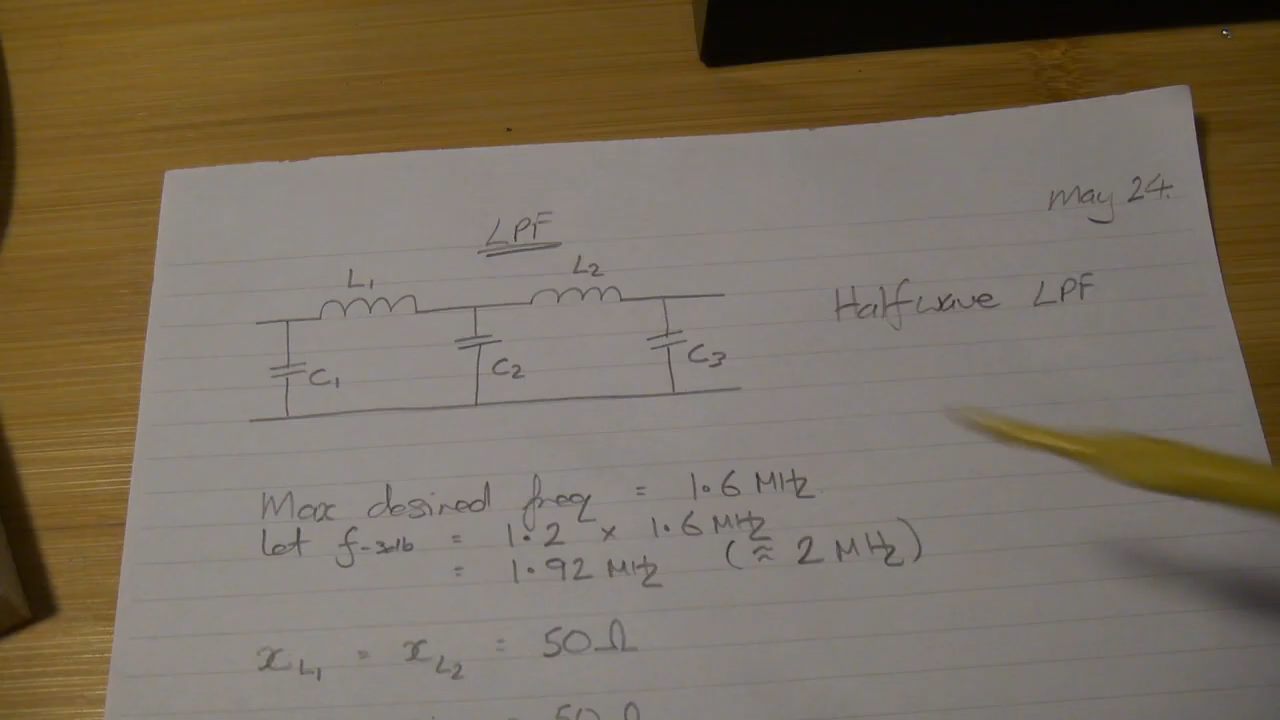 May 24.
LPF
L₁ L₂
Halfwave LPF
C₁ C₂ C₃
Max desired freq = 1.6 MHz
Let f-3db = 1.2 x 1.6 MHz
= 1.92 MHz (≈ 2 MHz)
xL₁ = xL₂ = 50Ω
= 50Ω